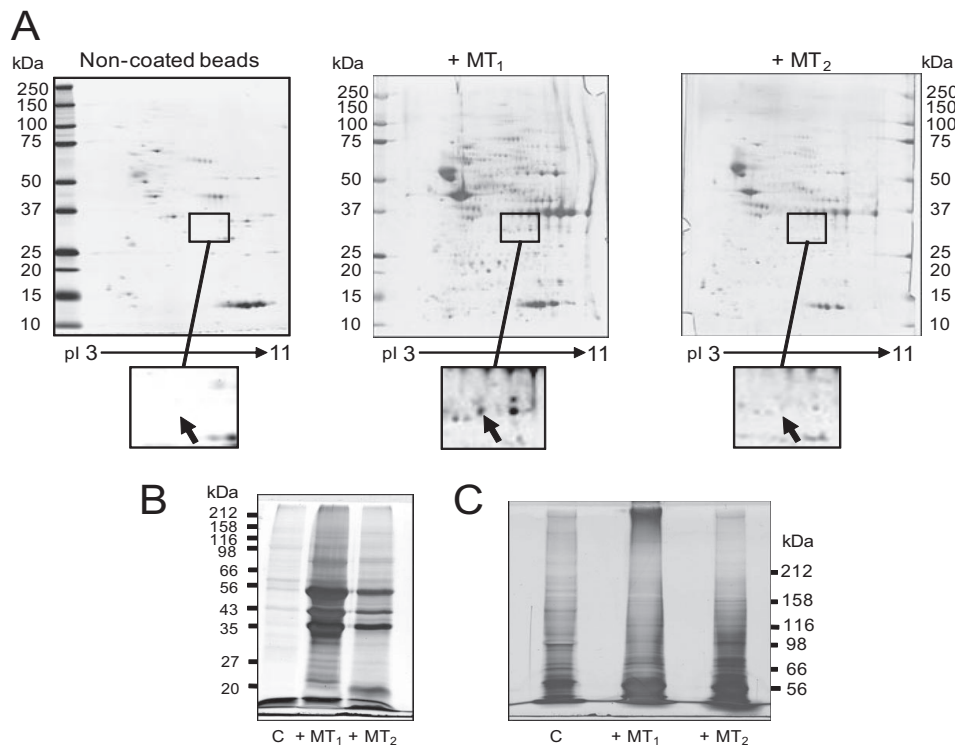 A
kDa Non-coated beads + MT₁ + MT₂ kDa
250 250 250
150 150 150
100 100 100
75 75 75
50 50 50
37 37 37
25 25 25
20 20 20
15 15 15
10 10 10
pI 3 11 pI 3 11 pI 3 11
B
kDa
212
158
116
98
66
56
43
35
27
20
C + MT₁ + MT₂
C
kDa
212
158
116
98
66
56
C + MT₁ + MT₂